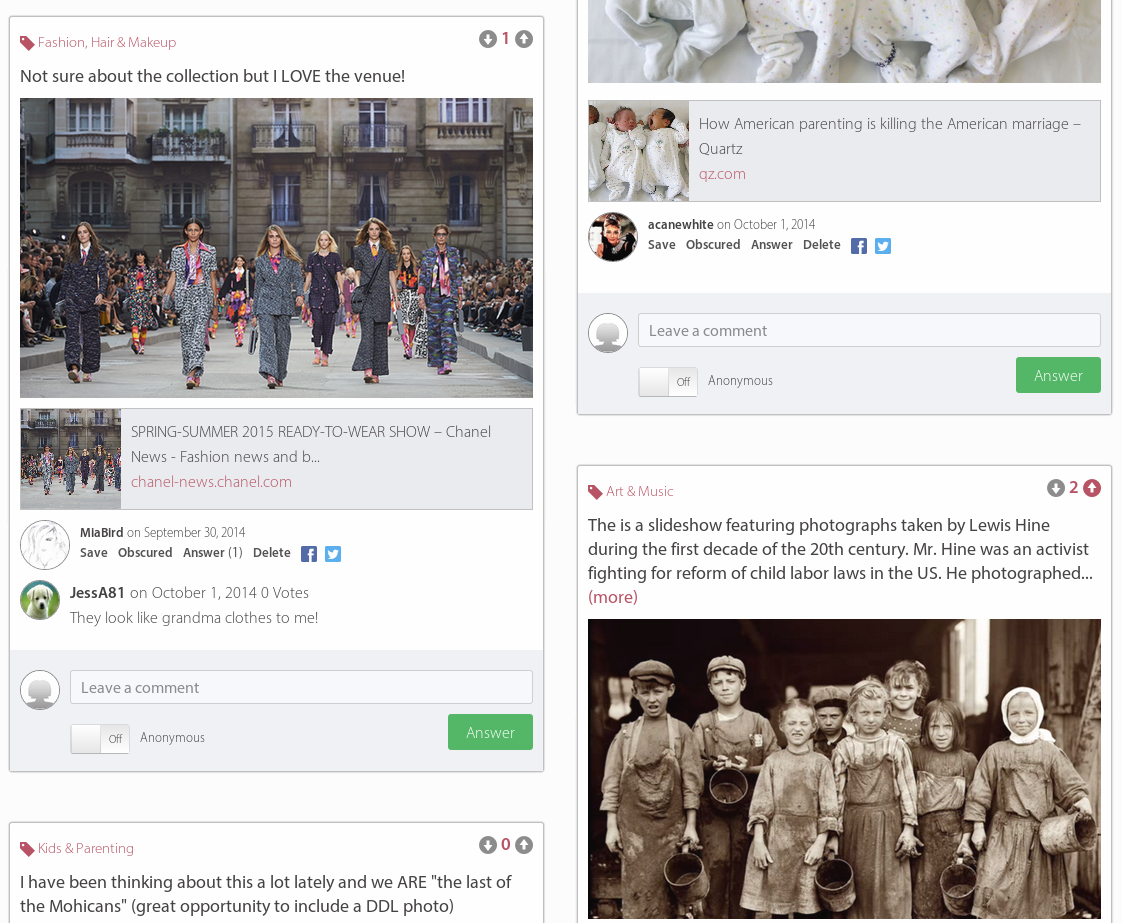 Fashion, Hair & Makeup
1
Not sure about the collection but I LOVE the venue!
SPRING-SUMMER 2015 READY-TO-WEAR SHOW – Chanel
News - Fashion news and b...
chanel-news.chanel.com
MiaBird on September 30, 2014
Save Obscured Answer (1) Delete
JessA81 on October 1, 2014 0 Votes
They look like grandma clothes to me!
Leave a comment
Off Anonymous
Answer
Kids & Parenting
0
I have been thinking about this a lot lately and we ARE "the last of
the Mohicans" (great opportunity to include a DDL photo)
How American parenting is killing the American marriage –
Quartz
qz.com
acanewhite on October 1, 2014
Save Obscured Answer Delete
Leave a comment
Off Anonymous
Answer
Art & Music
2
The is a slideshow featuring photographs taken by Lewis Hine
during the first decade of the 20th century. Mr. Hine was an activist
fighting for reform of child labor laws in the US. He photographed...
(more)